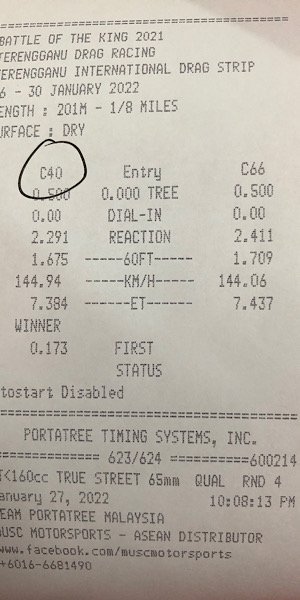 BATTLE OF THE KING 2021
TERENGGANU DRAG RACING
TERENGGANU INTERNATIONAL DRAG STRIP
6 - 30 JANUARY 2022
ENGTH : 201M - 1/8 MILES
URFACE : DRY
C40 Entry C66
0.500 0.000 TREE 0.500
0.00 DIAL-IN 0.00
2.291 REACTION 2.411
1.675 -----60FT----- 1.709
144.94 -----KM/H----- 144.06
7.384 ------ET------ 7.437
WINNER
0.173 FIRST
STATUS
tostart Disabled
PORTATREE TIMING SYSTEMS, INC.
============= 623/624 ==========600214
T<160cc TRUE STREET 65mm QUAL RND 4
anuary 27, 2022 10:08:13 PM
EAM PORTATREE MALAYSIA
MUSC MOTORSPORTS - ASEAN DISTRIBUTOR
www.facebook.com/muscmotorsports
+6016-6681490